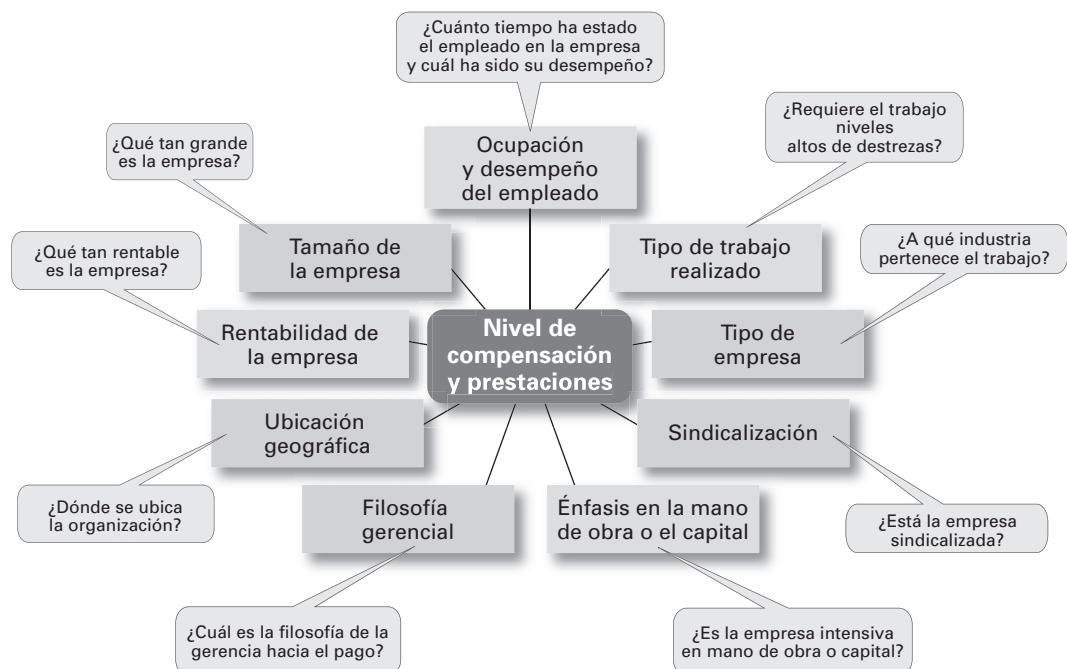 ¿Cuánto tiempo ha estado
el empleado en la empresa
y cuál ha sido su desempeño?
¿Requiere el trabajo
niveles
altos de destrezas?
¿Qué tan grande
es la empresa?
Ocupación
y desempeño
del empleado
Tamaño de
la empresa
Tipo de trabajo
realizado
¿Qué tan rentable
es la empresa?
¿A qué industria
pertenece el trabajo?
Rentabilidad de
la empresa
Nivel de
compensación
y prestaciones
Tipo de
empresa
Ubicación
geográfica
Sindicalización
¿Dónde se ubica
la organización?
Filosofía
gerencial
Énfasis en la mano
de obra o el capital
¿Está la empresa
sindicalizada?
¿Cuál es la filosofía de la
gerencia hacia el pago?
¿Es la empresa intensiva
en mano de obra o capital?